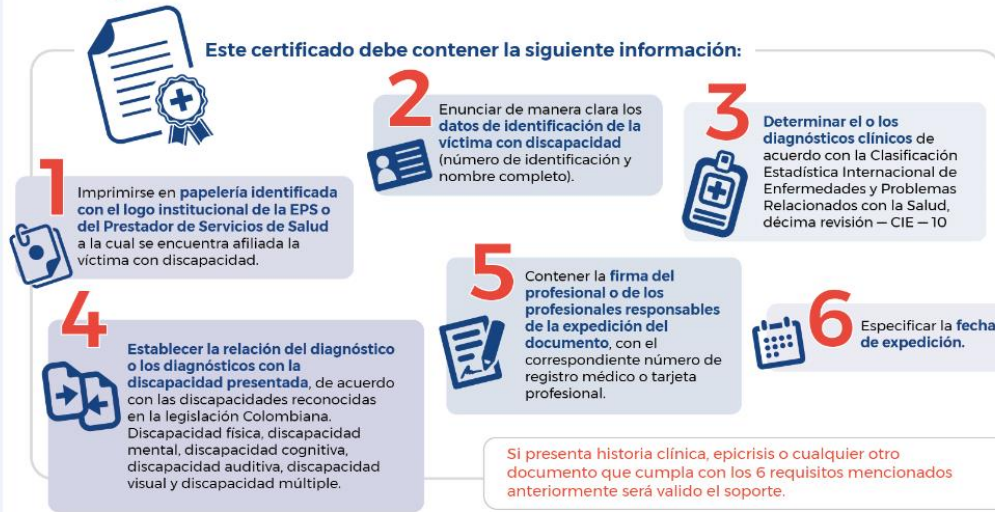 Este certificado debe contener la siguiente información:
1
Imprimirse en papelería identificada
con el logo institucional de la EPS o
del Prestador de Servicios de Salud
a la cual se encuentra afiliada la
víctima con discapacidad.
2
Enunciar de manera clara los
datos de identificación de la
víctima con discapacidad
(número de identificación y
nombre completo).
3
Determinar el o los
diagnósticos clínicos de
acuerdo con la Clasificación
Estadística Internacional de
Enfermedades y Problemas
Relacionados con la Salud,
décima revisión — CIE — 10
4
Establecer la relación del diagnóstico
o los diagnósticos con la
discapacidad presentada, de acuerdo
con las discapacidades reconocidas
en la legislación Colombiana.
Discapacidad física, discapacidad
mental, discapacidad cognitiva,
discapacidad auditiva, discapacidad
visual y discapacidad múltiple.
5
Contener la firma del
profesional o de los
profesionales responsables
de la expedición del
documento, con el
correspondiente número de
registro médico o tarjeta
profesional.
6
Especificar la fecha
de expedición.
Si presenta historia clínica, epicrisis o cualquier otro
documento que cumpla con los 6 requisitos mencionados
anteriormente será valido el soporte.